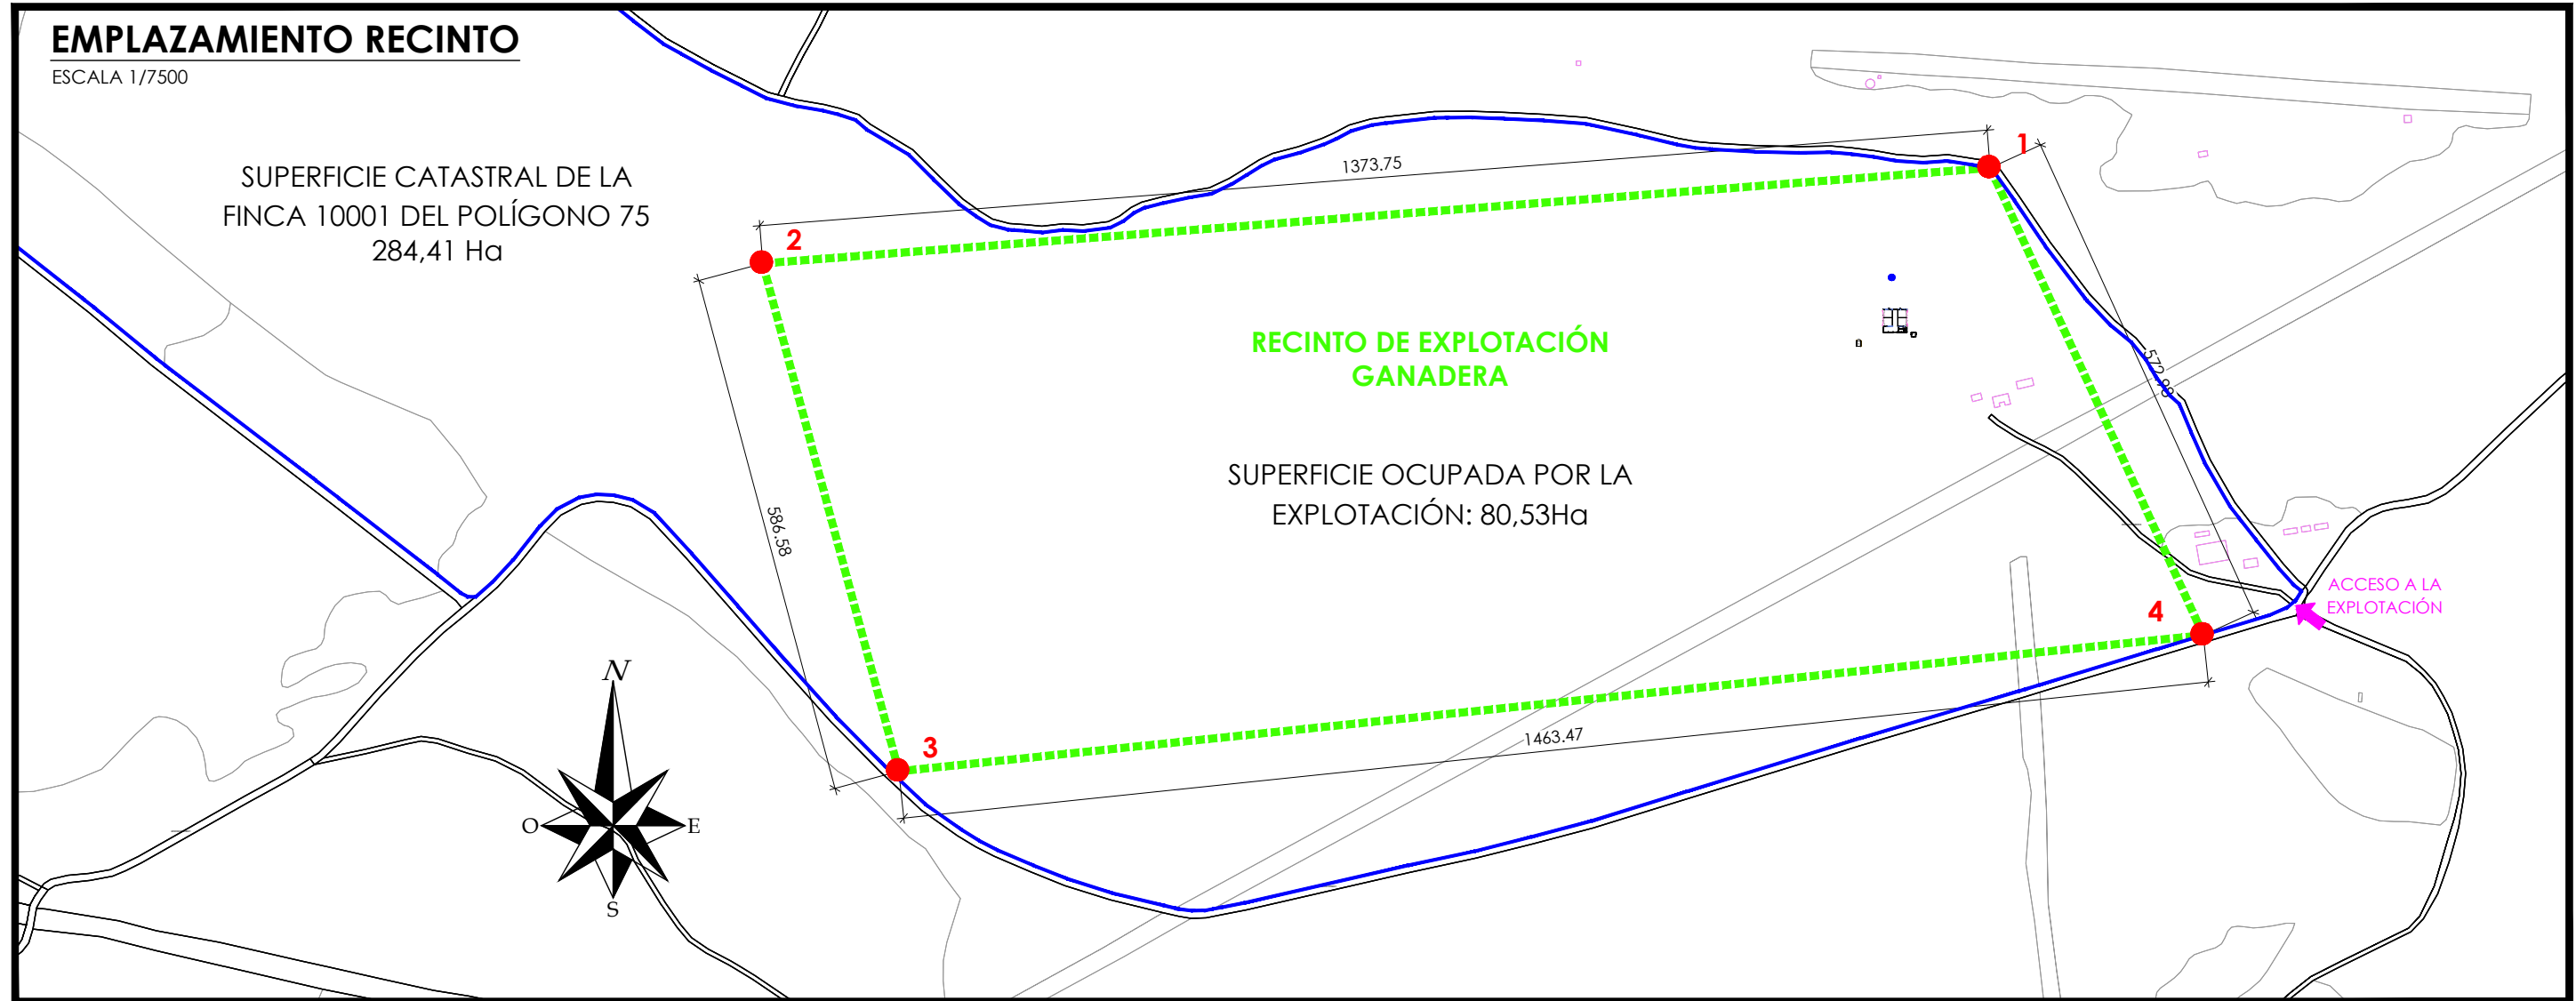 EMPLAZAMIENTO RECINTO
ESCALA 1/7500
SUPERFICIE CATASTRAL DE LA
FINCA 10001 DEL POLÍGONO 75
284,41 Ha
1373.75
1
2
RECINTO DE EXPLOTACIÓN
GANADERA
572.98
SUPERFICIE OCUPADA POR LA
EXPLOTACIÓN: 80,53Ha
586.58
ACCESO A LA
EXPLOTACIÓN
4
3
1463.47
N
O
E
S